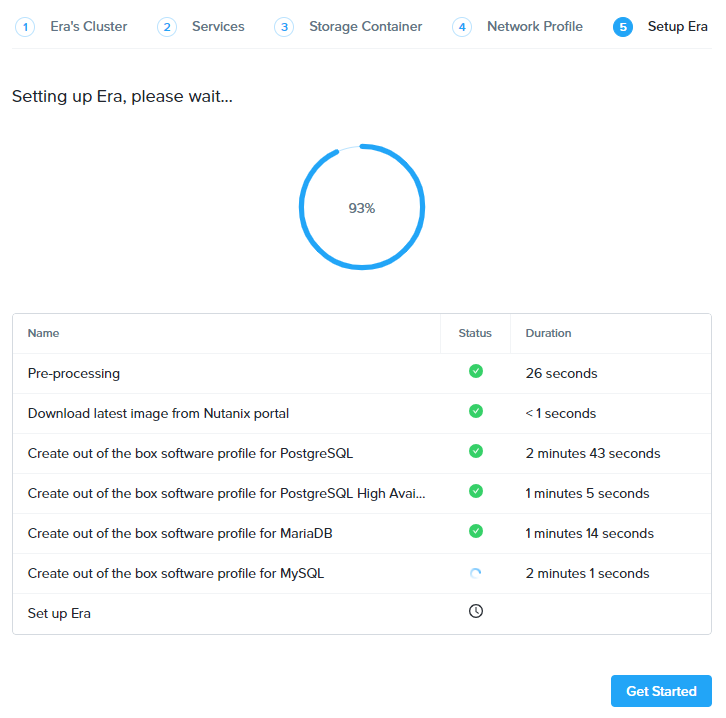 1 Era's Cluster 2 Services 3 Storage Container 4 Network Profile 5 Setup Era
Setting up Era, please wait...
93%
Name Status Duration
Pre-processing 26 seconds
Download latest image from Nutanix portal < 1 seconds
Create out of the box software profile for PostgreSQL 2 minutes 43 seconds
Create out of the box software profile for PostgreSQL High Avai... 1 minutes 5 seconds
Create out of the box software profile for MariaDB 1 minutes 14 seconds
Create out of the box software profile for MySQL 2 minutes 1 seconds
Set up Era
Get Started